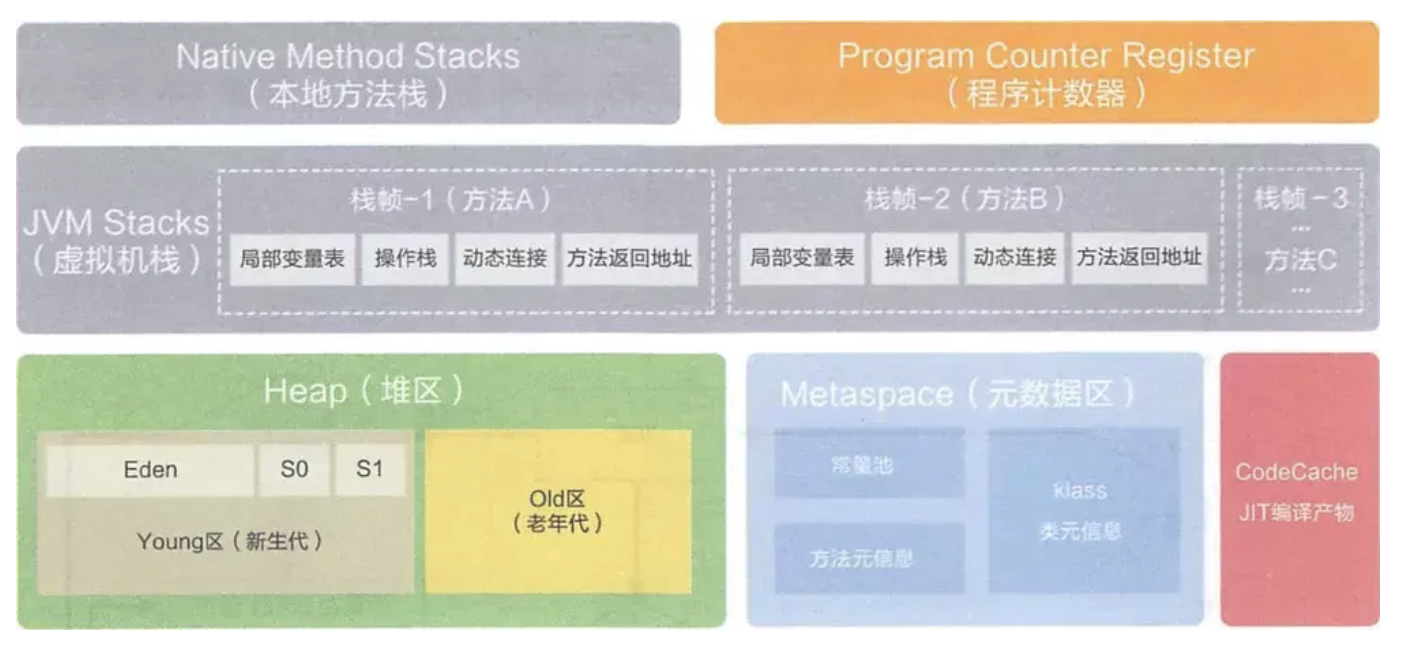 Native Method Stacks
（本地方法栈）
Program Counter Register
（程序计数器）
JVM Stacks
（虚拟机栈）
栈帧-1（方法A）
局部变量表
操作栈
动态连接
方法返回地址
栈帧-2（方法B）
局部变量表
操作栈
动态连接
方法返回地址
栈帧-3
...
方法C
...
Heap（堆区）
Eden
S0
S1
Young区（新生代）
Old区
（老年代）
Metaspace（元数据区）
常量池
方法元信息
klass
类元信息
CodeCache
JIT编译产物